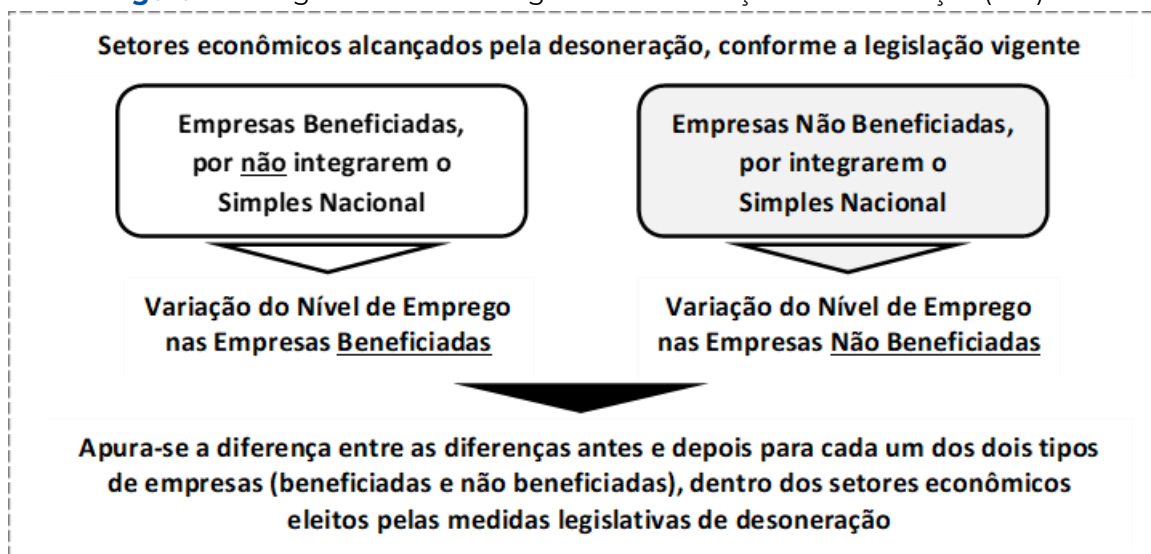 Setores econômicos alcançados pela desoneração, conforme a legislação vigente
Empresas Beneficiadas,
por não integrarem o
Simples Nacional
Empresas Não Beneficiadas,
por integrarem o
Simples Nacional
Variação do Nível de Emprego
nas Empresas Beneficiadas
Variação do Nível de Emprego
nas Empresas Não Beneficiadas
Apura-se a diferença entre as diferenças antes e depois para cada um dos dois tipos
de empresas (beneficiadas e não beneficiadas), dentro dos setores econômicos
eleitos pelas medidas legislativas de desoneração